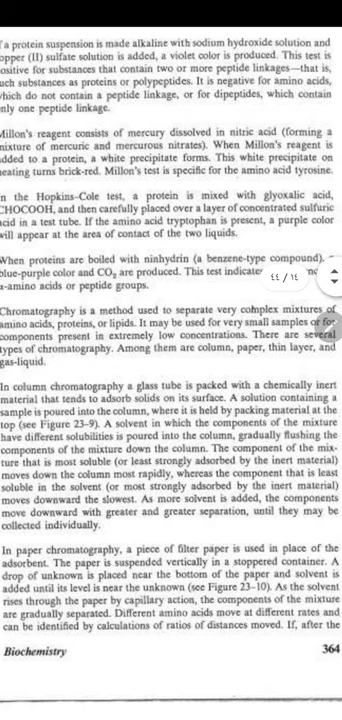 f a protein suspension is made alkaline with sodium hydroxide solution and
opper (II) sulfate solution is added, a violet color is produced. This test is
ositive for substances that contain two or more peptide linkages—that is,
uch substances as proteins or polypeptides. It is negative for amino acids,
which do not contain a peptide linkage, or for dipeptides, which contain
nly one peptide linkage.
Millon's reagent consists of mercury dissolved in nitric acid (forming a
mixture of mercuric and mercurous nitrates). When Millon's reagent is
added to a protein, a white precipitate forms. This white precipitate on
heating turns brick-red. Millon's test is specific for the amino acid tyrosine.
n the Hopkins-Cole test, a protein is mixed with glyoxalic acid,
CHOCOOH, and then carefully placed over a layer of concentrated sulfuric
acid in a test tube. If the amino acid tryptophan is present, a purple color
will appear at the area of contact of the two liquids.
When proteins are boiled with ninhydrin (a benzene-type compound),
blue-purple color and CO₂ are produced. This test indicate
٤٤ / ١٤
α-amino acids or peptide groups.
Chromatography is a method used to separate very complex mixtures of
amino acids, proteins, or lipids. It may be used for very small samples or for
components present in extremely low concentrations. There are several
types of chromatography. Among them are column, paper, thin layer, and
gas-liquid.
In column chromatography a glass tube is packed with a chemically inert
material that tends to adsorb solids on its surface. A solution containing a
sample is poured into the column, where it is held by packing material at the
top (see Figure 23-9). A solvent in which the components of the mixture
have different solubilities is poured into the column, gradually flushing the
components of the mixture down the column. The component of the mix-
ture that is most soluble (or least strongly adsorbed by the inert material)
moves down the column most rapidly, whereas the component that is least
soluble in the solvent (or most strongly adsorbed by the inert material)
moves downward the slowest. As more solvent is added, the components
move downward with greater and greater separation, until they may be
collected individually.
In paper chromatography, a piece of filter paper is used in place of the
adsorbent. The paper is suspended vertically in a stoppered container. A
drop of unknown is placed near the bottom of the paper and solvent is
added until its level is near the unknown (see Figure 23-10). As the solvent
rises through the paper by capillary action, the components of the mixture
are gradually separated. Different amino acids move at different rates and
can be identified by calculations of ratios of distances moved. If, after the
Biochemistry 364